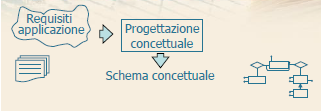 Requisiti
applicazione
Progettazione
concettuale
Schema concettuale